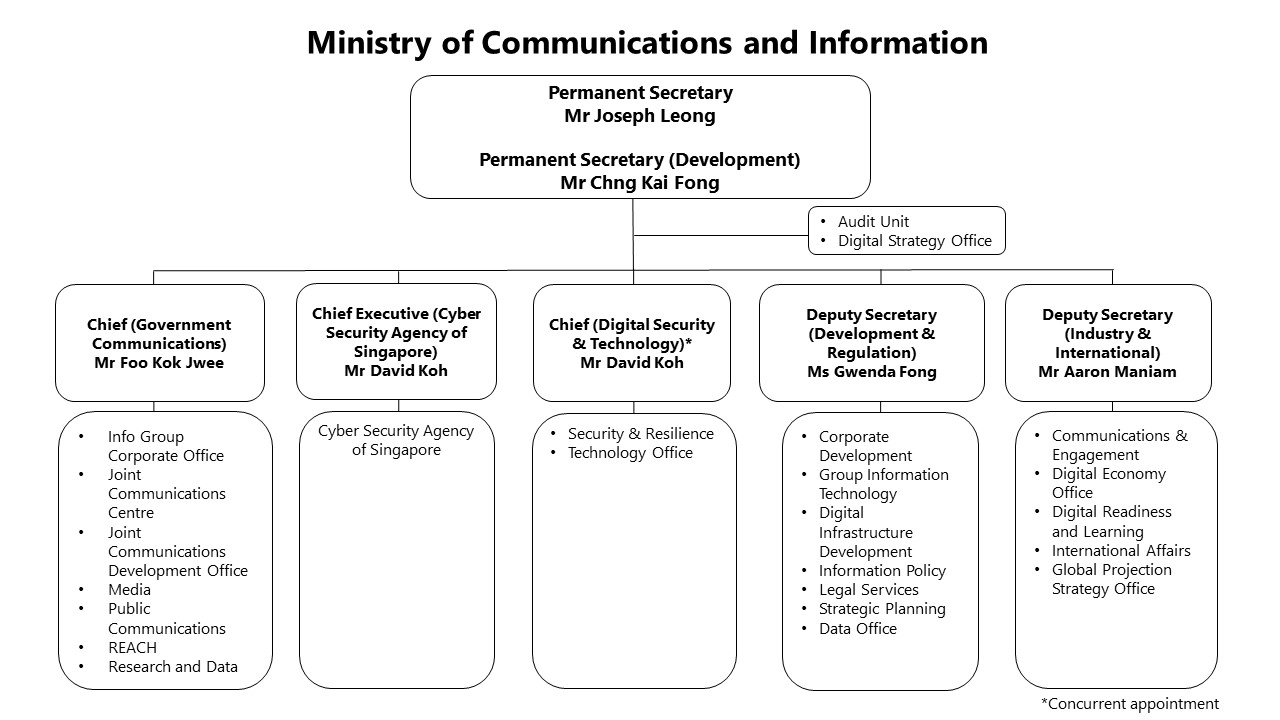 Ministry of Communications and Information
Permanent Secretary
Mr Joseph Leong
Permanent Secretary (Development)
Mr Chng Kai Fong
• Audit Unit
• Digital Strategy Office
Chief (Government
Communications)
Mr Foo Kok Jwee
Chief Executive (Cyber
Security Agency of
Singapore)
Mr David Koh
Chief (Digital Security
& Technology)*
Mr David Koh
Deputy Secretary
(Development &
Regulation)
Ms Gwenda Fong
Deputy Secretary
(Industry &
International)
Mr Aaron Maniam
• Info Group
Corporate Office
• Joint
Communications
Centre
• Joint
Communications
Development Office
• Media
• Public
Communications
• REACH
• Research and Data
Cyber Security Agency
of Singapore
• Security & Resilience
• Technology Office
• Corporate
Development
• Group Information
Technology
• Digital
Infrastructure
Development
• Information Policy
• Legal Services
• Strategic Planning
• Data Office
• Communications &
Engagement
• Digital Economy
Office
• Digital Readiness
and Learning
• International Affairs
• Global Projection
Strategy Office
*Concurrent appointment